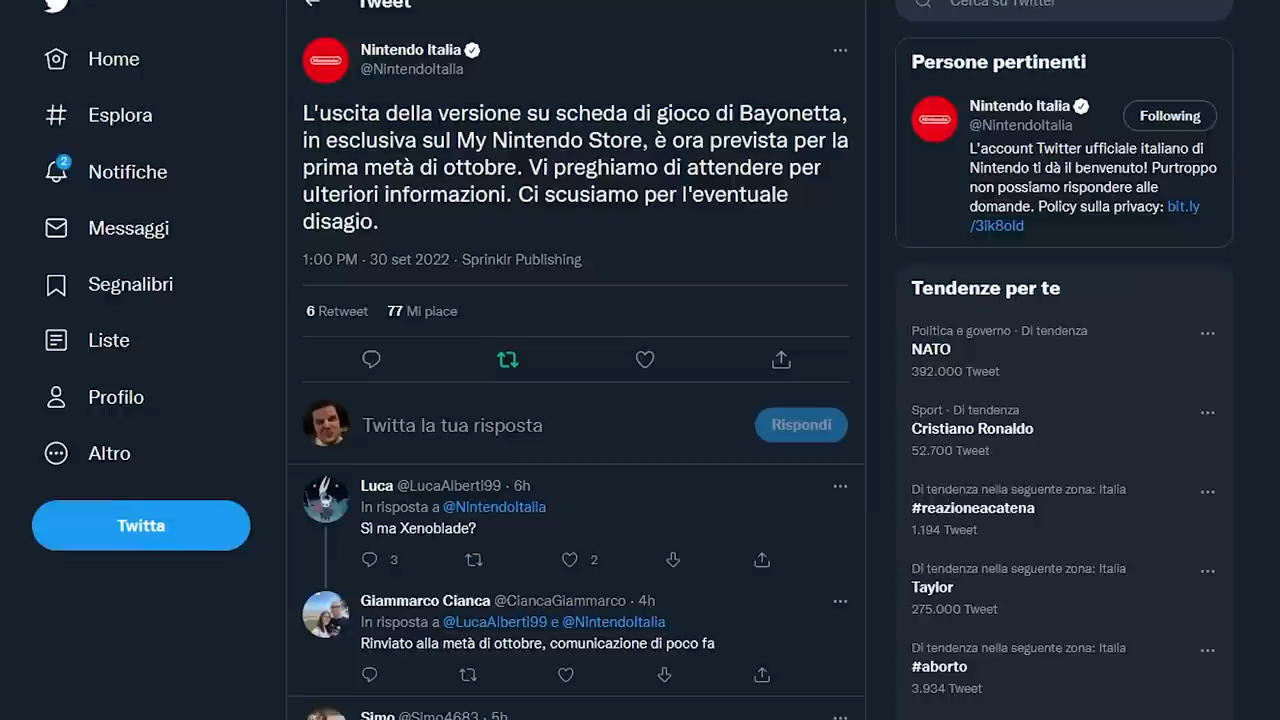 Tweet
Cerca su Twitter
Home
Esplora
2
Notifiche
Messaggi
Segnalibri
Liste
Profilo
Altro
Twitta
Nintendo Italia
@NintendoItalia
L'uscita della versione su scheda di gioco di Bayonetta,
in esclusiva sul My Nintendo Store, è ora prevista per la
prima metà di ottobre. Vi preghiamo di attendere per
ulteriori informazioni. Ci scusiamo per l'eventuale
disagio.
1:00 PM · 30 set 2022 · Sprinklr Publishing
6 Retweet 77 Mi piace
Twitta la tua risposta
Rispondi
Luca @LucaAlberti99 · 6h
In risposta a @NintendoItalia
Sì ma Xenoblade?
3 2
Giammarco Cianca @CiancaGiammarco · 4h
In risposta a @LucaAlberti99 e @NintendoItalia
Rinviato alla metà di ottobre, comunicazione di poco fa
Simo @Simo4683 · 5h
Persone pertinenti
Nintendo Italia
@NintendoItalia
Following
L'account Twitter ufficiale italiano di
Nintendo ti dà il benvenuto! Purtroppo
non possiamo rispondere alle
domande. Policy sulla privacy: bit.ly
/3ik8old
Tendenze per te
Politica e governo · Di tendenza
NATO
392.000 Tweet
Sport · Di tendenza
Cristiano Ronaldo
52.700 Tweet
Di tendenza nella seguente zona: Italia
#reazioneacatena
1.194 Tweet
Di tendenza nella seguente zona: Italia
Taylor
275.000 Tweet
Di tendenza nella seguente zona: Italia
#aborto
3.934 Tweet